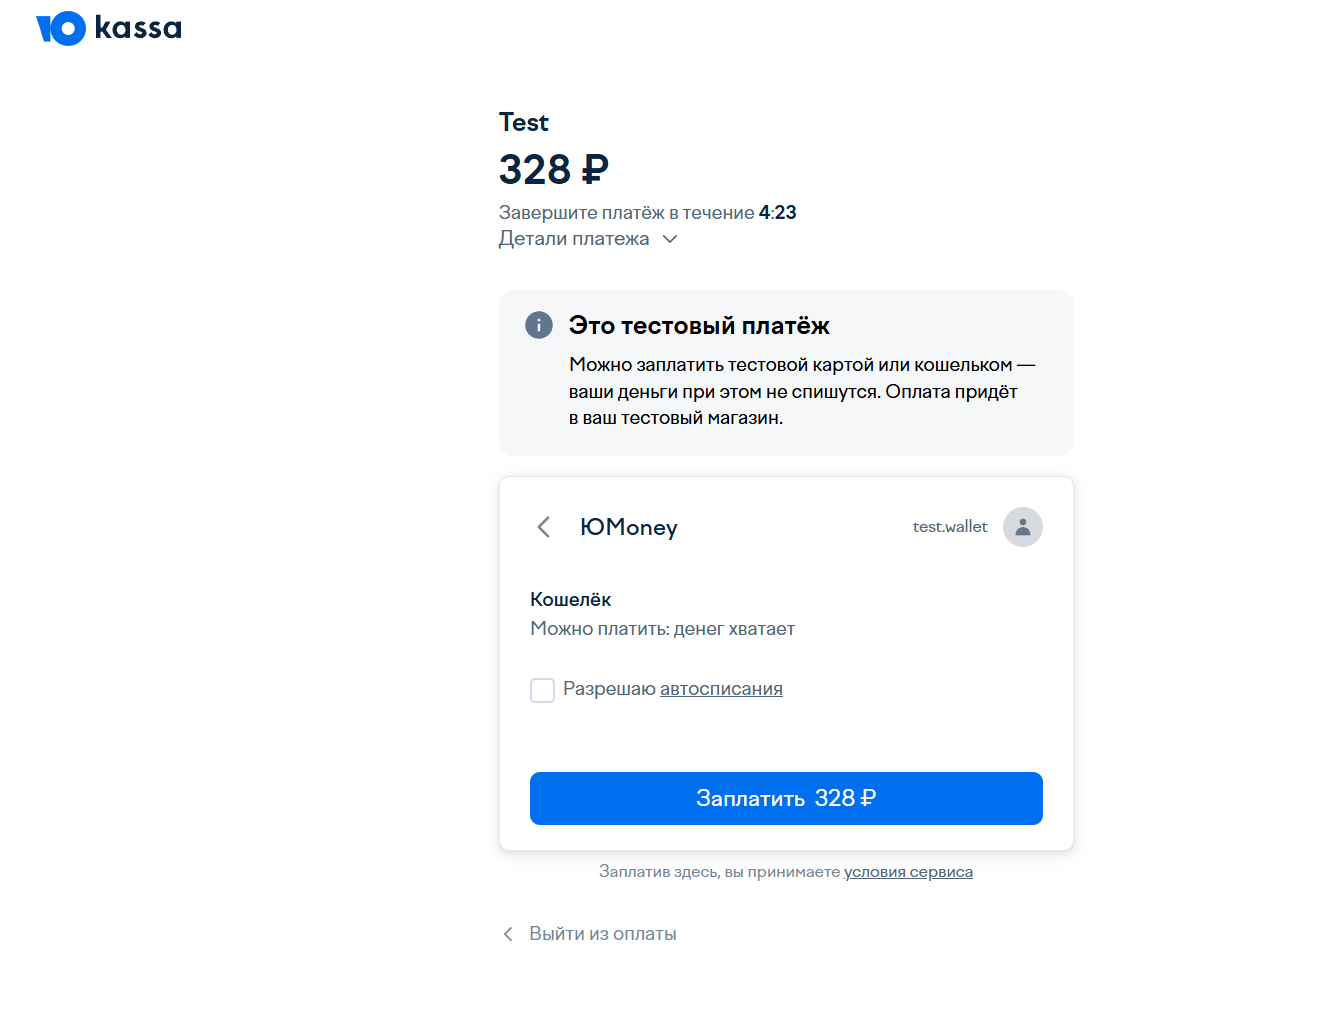 Ю kassa
Test
328 ₽
Завершите платёж в течение 4:23
Детали платежа
Это тестовый платёж
Можно заплатить тестовой картой или кошельком —
ваши деньги при этом не спишутся. Оплата придёт
в ваш тестовый магазин.
ЮMoney
test.wallet
Кошелёк
Можно платить: денег хватает
Разрешаю автосписания
Заплатить 328 ₽
Заплатив здесь, вы принимаете условия сервиса
Выйти из оплаты